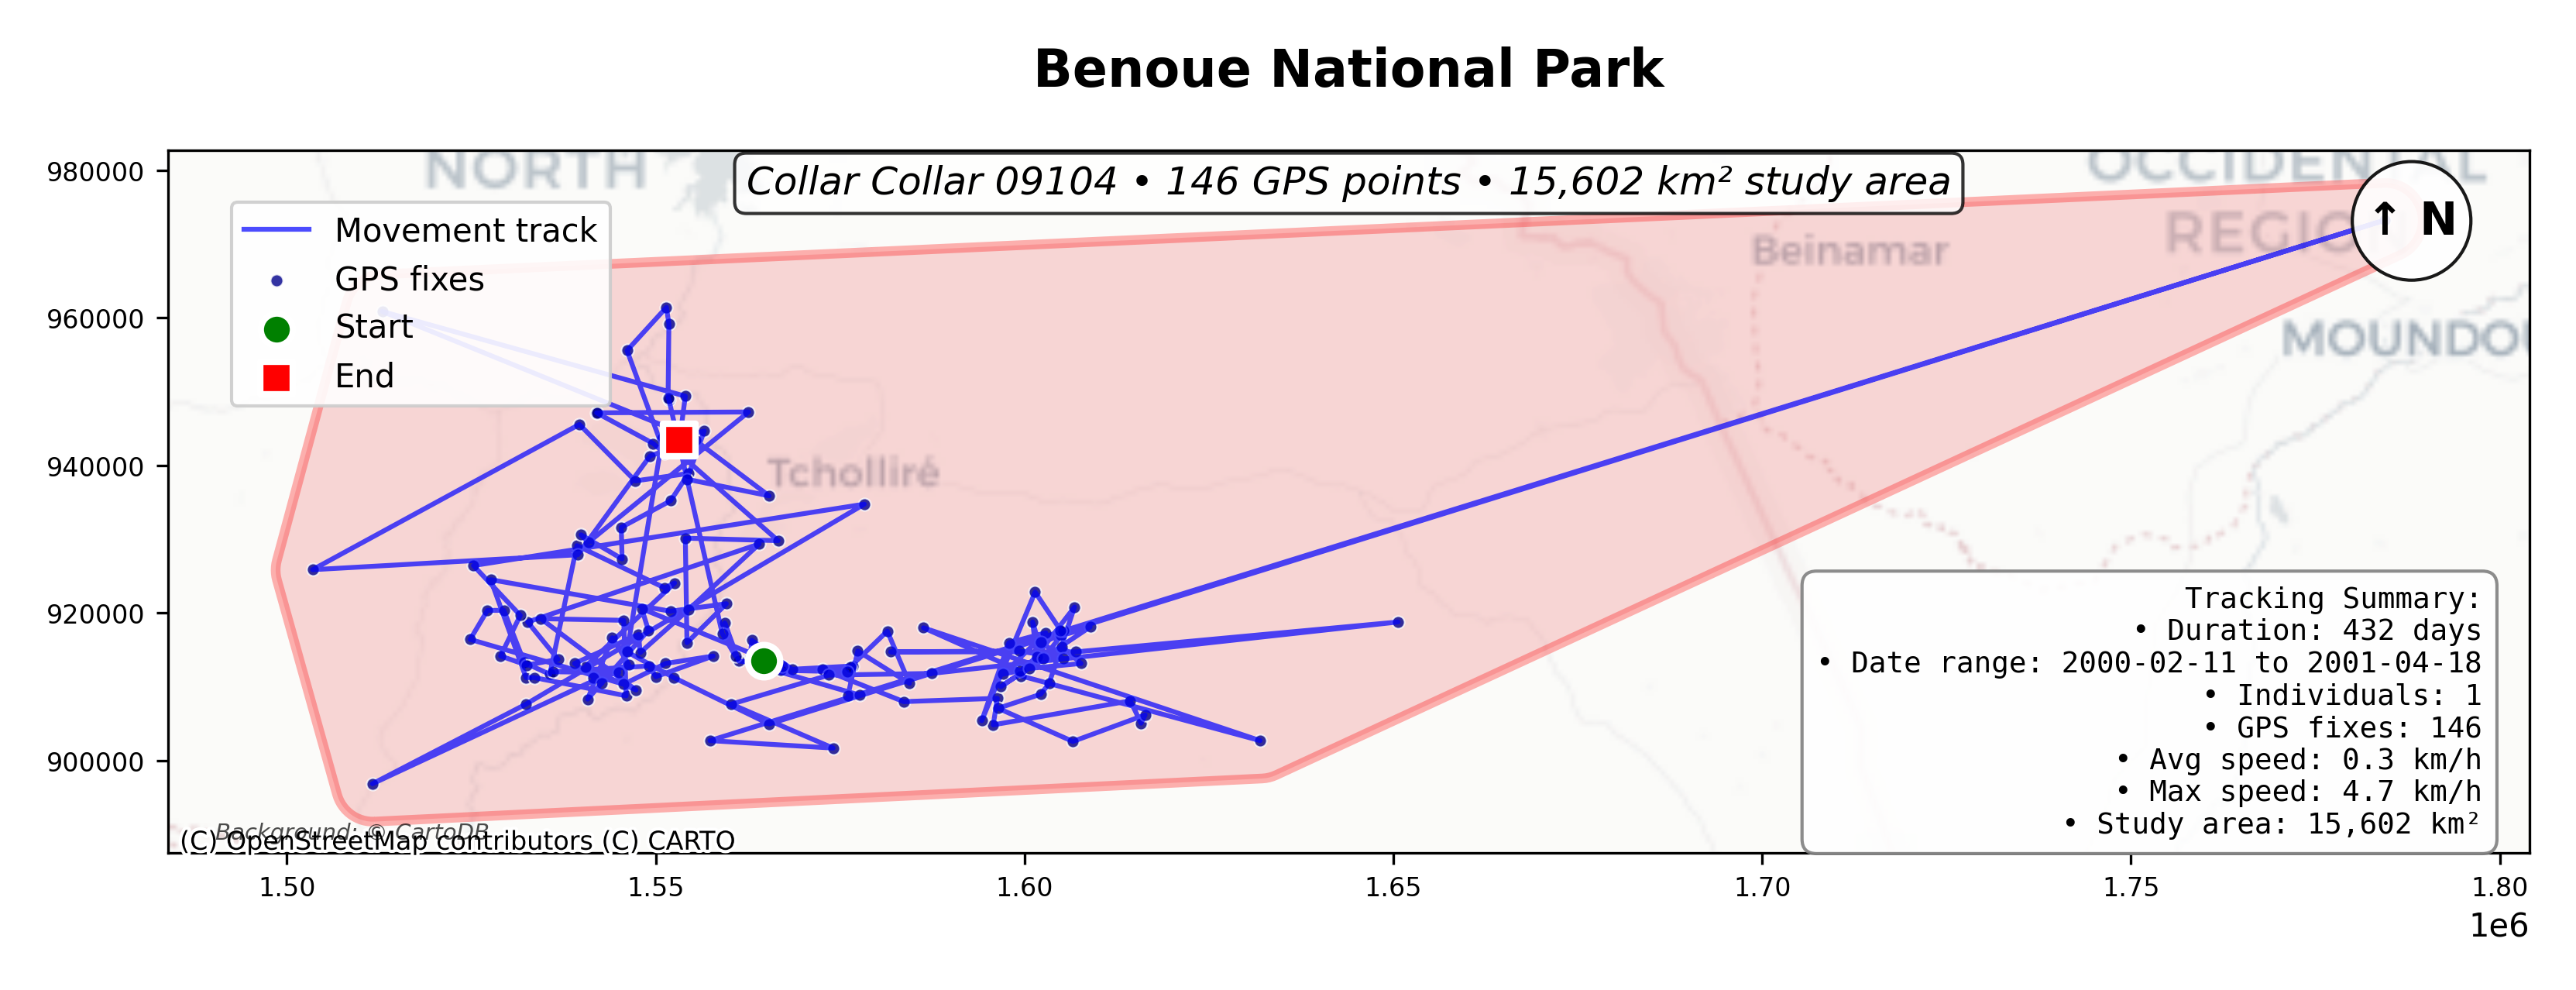 Benoue National Park
Collar Collar 09104 • 146 GPS points • 15,602 km² study area
NORTH
OCCIDENTAL
REGIO
↑ N
Beinamar
MOUNDOU
Tcholliré
Movement track
GPS fixes
Start
End
980000
960000
940000
920000
900000
Tracking Summary:
• Duration: 432 days
• Date range: 2000-02-11 to 2001-04-18
• Individuals: 1
• GPS fixes: 146
• Avg speed: 0.3 km/h
• Max speed: 4.7 km/h
• Study area: 15,602 km²
Background: © CartoDB
(C) OpenStreetMap contributors (C) CARTO
1.50 1.55 1.60 1.65 1.70 1.75 1.80
1e6